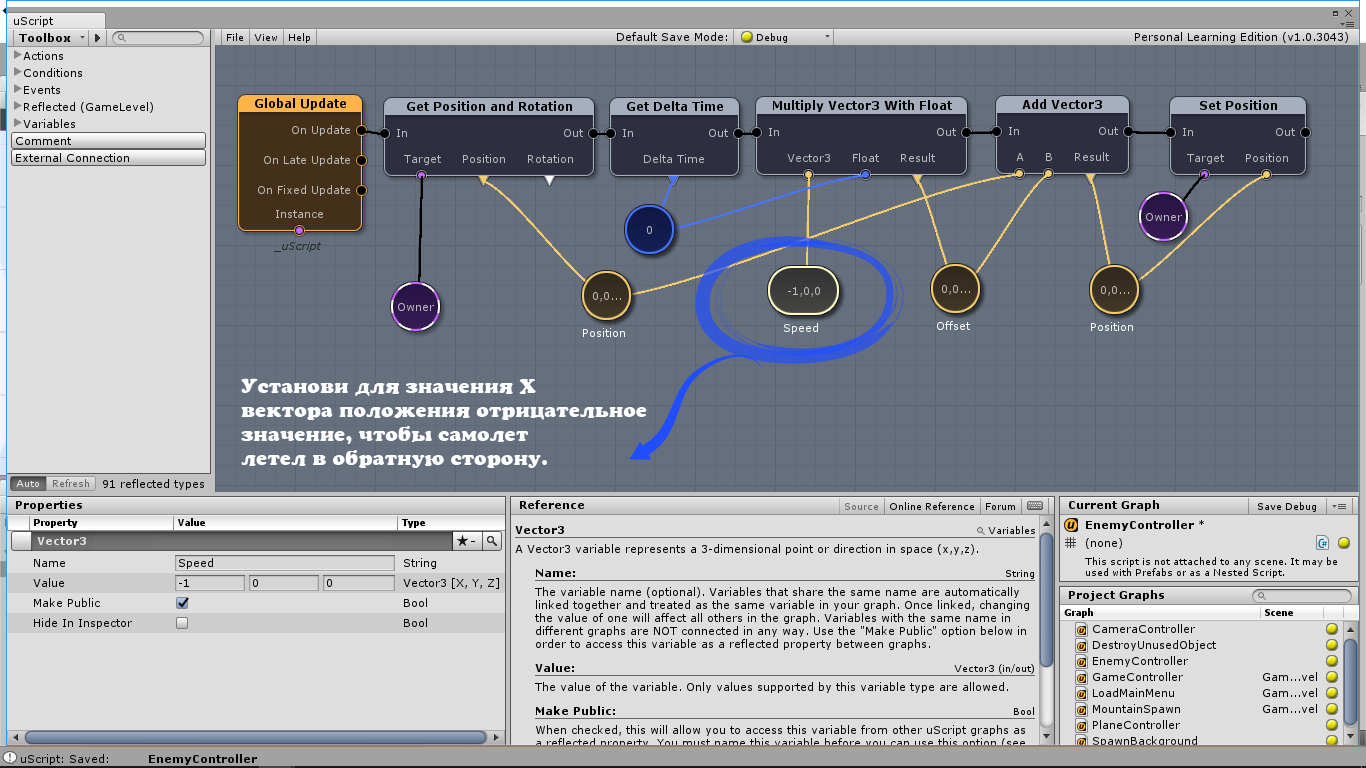 uScript
Toolbox
File View Help
Default Save Mode: Debug
Personal Learning Edition (v1.0.3043)
Actions
Conditions
Events
Reflected (GameLevel)
Variables
Comment
External Connection
Global Update
On Update
On Late Update
On Fixed Update
Instance
_uScript
Get Position and Rotation
In Out
Target Position Rotation
Get Delta Time
In Out
Delta Time
Multiply Vector3 With Float
In Out
Vector3 Float Result
Add Vector3
In Out
A B Result
Set Position
In Out
Target Position
Owner
0
Owner
0,0...
Position
-1,0,0
Speed
0,0...
Offset
0,0...
Position
Установи для значения X
вектора положения отрицательное
значение, чтобы самолет
летел в обратную сторону.
Auto Refresh 91 reflected types
Properties
Property Value Type
Vector3
Name Speed String
Value -1 0 0 Vector3 [X, Y, Z]
Make Public Bool
Hide In Inspector Bool
Reference
Source Online Reference Forum
Vector3 Variables
A Vector3 variable represents a 3-dimensional point or direction in space (x,y,z).
Name: String
The variable name (optional). Variables that share the same name are automatically
linked together and treated as the same variable in your graph. Once linked, changing
the value of one will affect all others in the graph. Variables with the same name in
different graphs are NOT connected in any way. Use the "Make Public" option below in
order to access this variable as a reflected property between graphs.
Value: Vector3 (in/out)
The value of the variable. Only values supported by this variable type are allowed.
Make Public: Bool
When checked, this will allow you to access this variable from other uScript graphs as
a reflected property. You must name this variable before you can use this option (see
Current Graph Save Debug
EnemyController *
(none)
This script is not attached to any scene. It may be
used with Prefabs or as a Nested Script.
Project Graphs
Graph Scene
CameraController
DestroyUnusedObject
EnemyController
GameController Gam...vel
LoadMainMenu Gam...vel
MountainSpawn Gam...vel
PlaneController
SpawnBackground
uScript: Saved: EnemyController